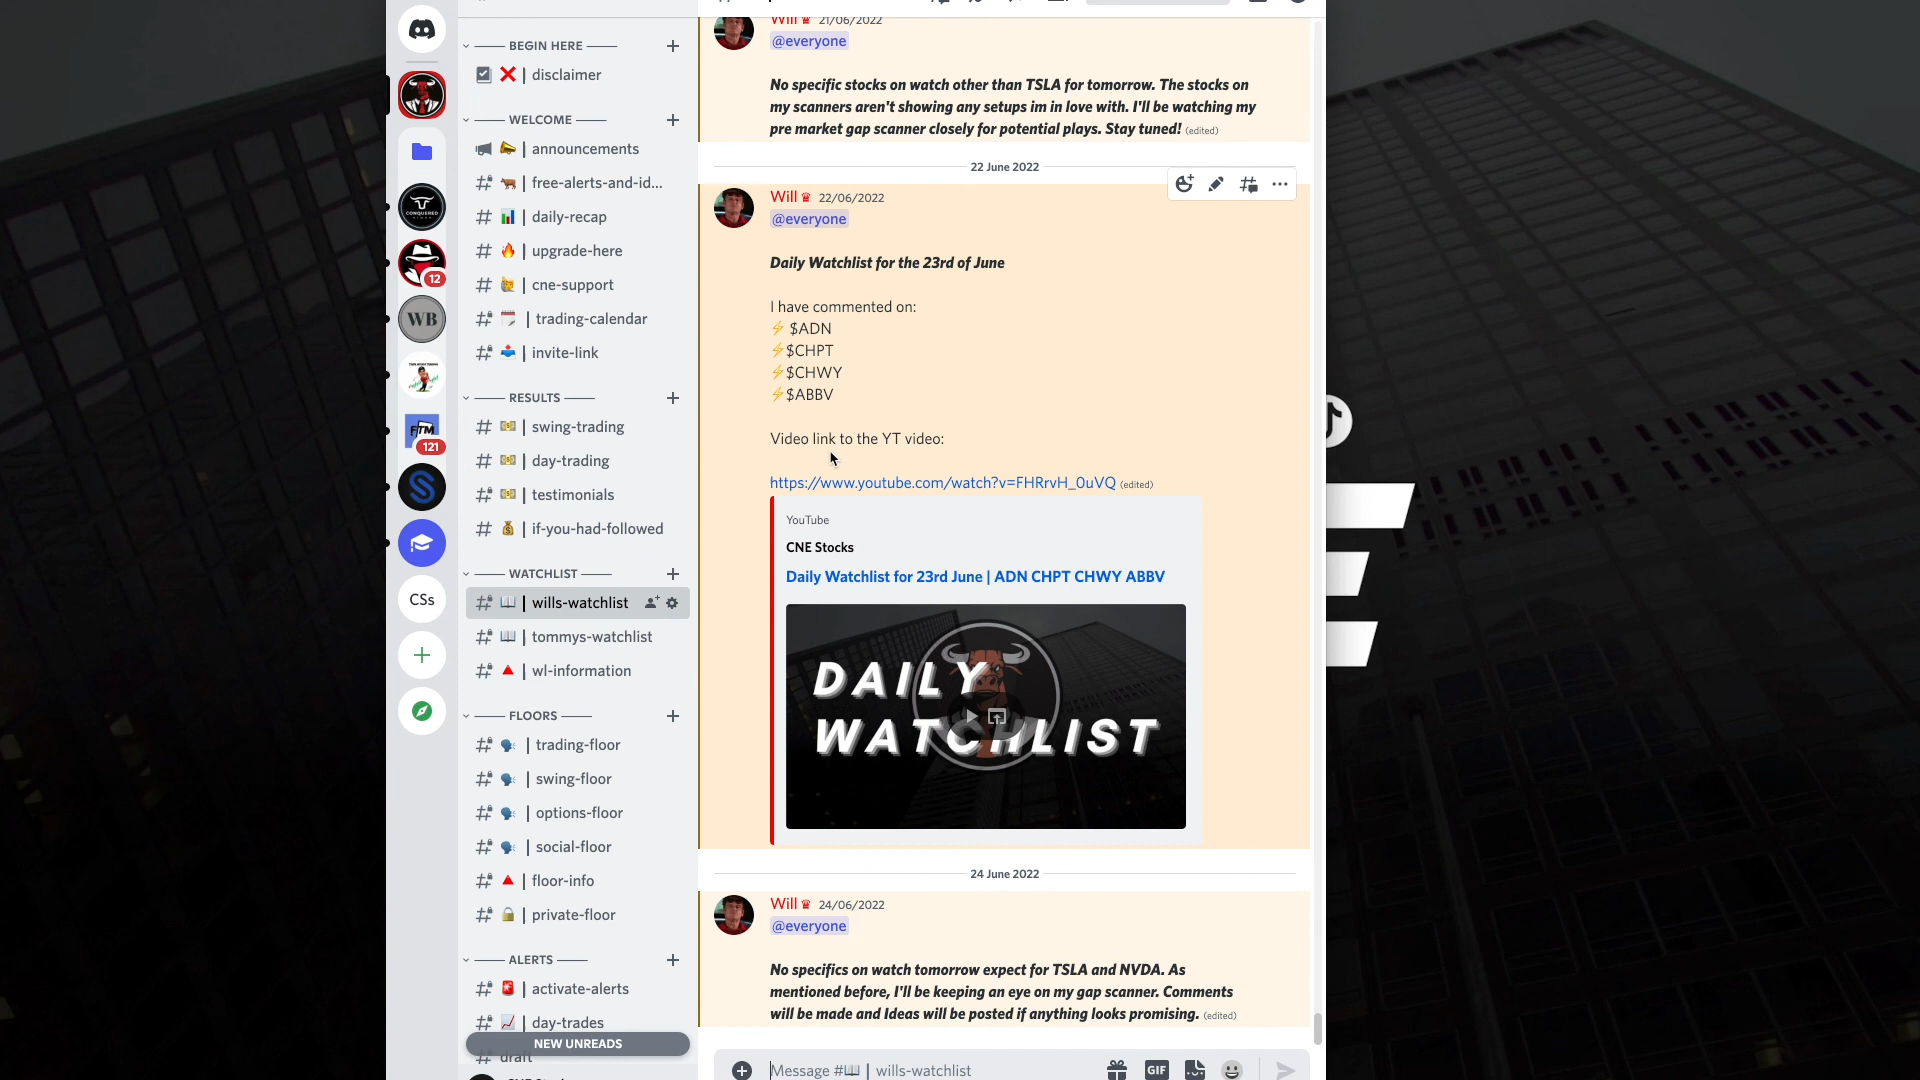 BEGIN HERE
disclaimer
WELCOME
announcements
free-alerts-and-id...
daily-recap
upgrade-here
cne-support
trading-calendar
invite-link
RESULTS
swing-trading
day-trading
testimonials
if-you-had-followed
WATCHLIST
wills-watchlist
tommys-watchlist
wl-information
FLOORS
trading-floor
swing-floor
options-floor
social-floor
floor-info
private-floor
ALERTS
activate-alerts
day-trades
NEW UNREADS
draft
CONQUERED
12
WB
FTM
121
CSs
Will 21/06/2022
@everyone
No specific stocks on watch other than TSLA for tomorrow. The stocks on
my scanners aren't showing any setups im in love with. I'll be watching my
pre market gap scanner closely for potential plays. Stay tuned! (edited)
22 June 2022
Will 22/06/2022
@everyone
Daily Watchlist for the 23rd of June
I have commented on:
⚡ $ADN
⚡$CHPT
⚡$CHWY
⚡$ABBV
Video link to the YT video:
https://www.youtube.com/watch?v=FHRrvH_0uVQ (edited)
YouTube
CNE Stocks
Daily Watchlist for 23rd June | ADN CHPT CHWY ABBV
DAILY
WATCHLIST
24 June 2022
Will 24/06/2022
@everyone
No specifics on watch tomorrow expect for TSLA and NVDA. As
mentioned before, I'll be keeping an eye on my gap scanner. Comments
will be made and Ideas will be posted if anything looks promising. (edited)
Message #📖 | wills-watchlist
GIF